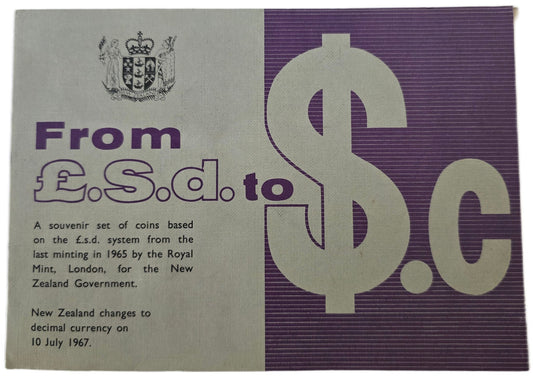 From
£.s.d. to $.c
A souvenir set of coins based
on the £.s.d. system from the
last minting in 1965 by the Royal
Mint, London, for the New
Zealand Government.
New Zealand changes to
decimal currency on
10 July 1967.